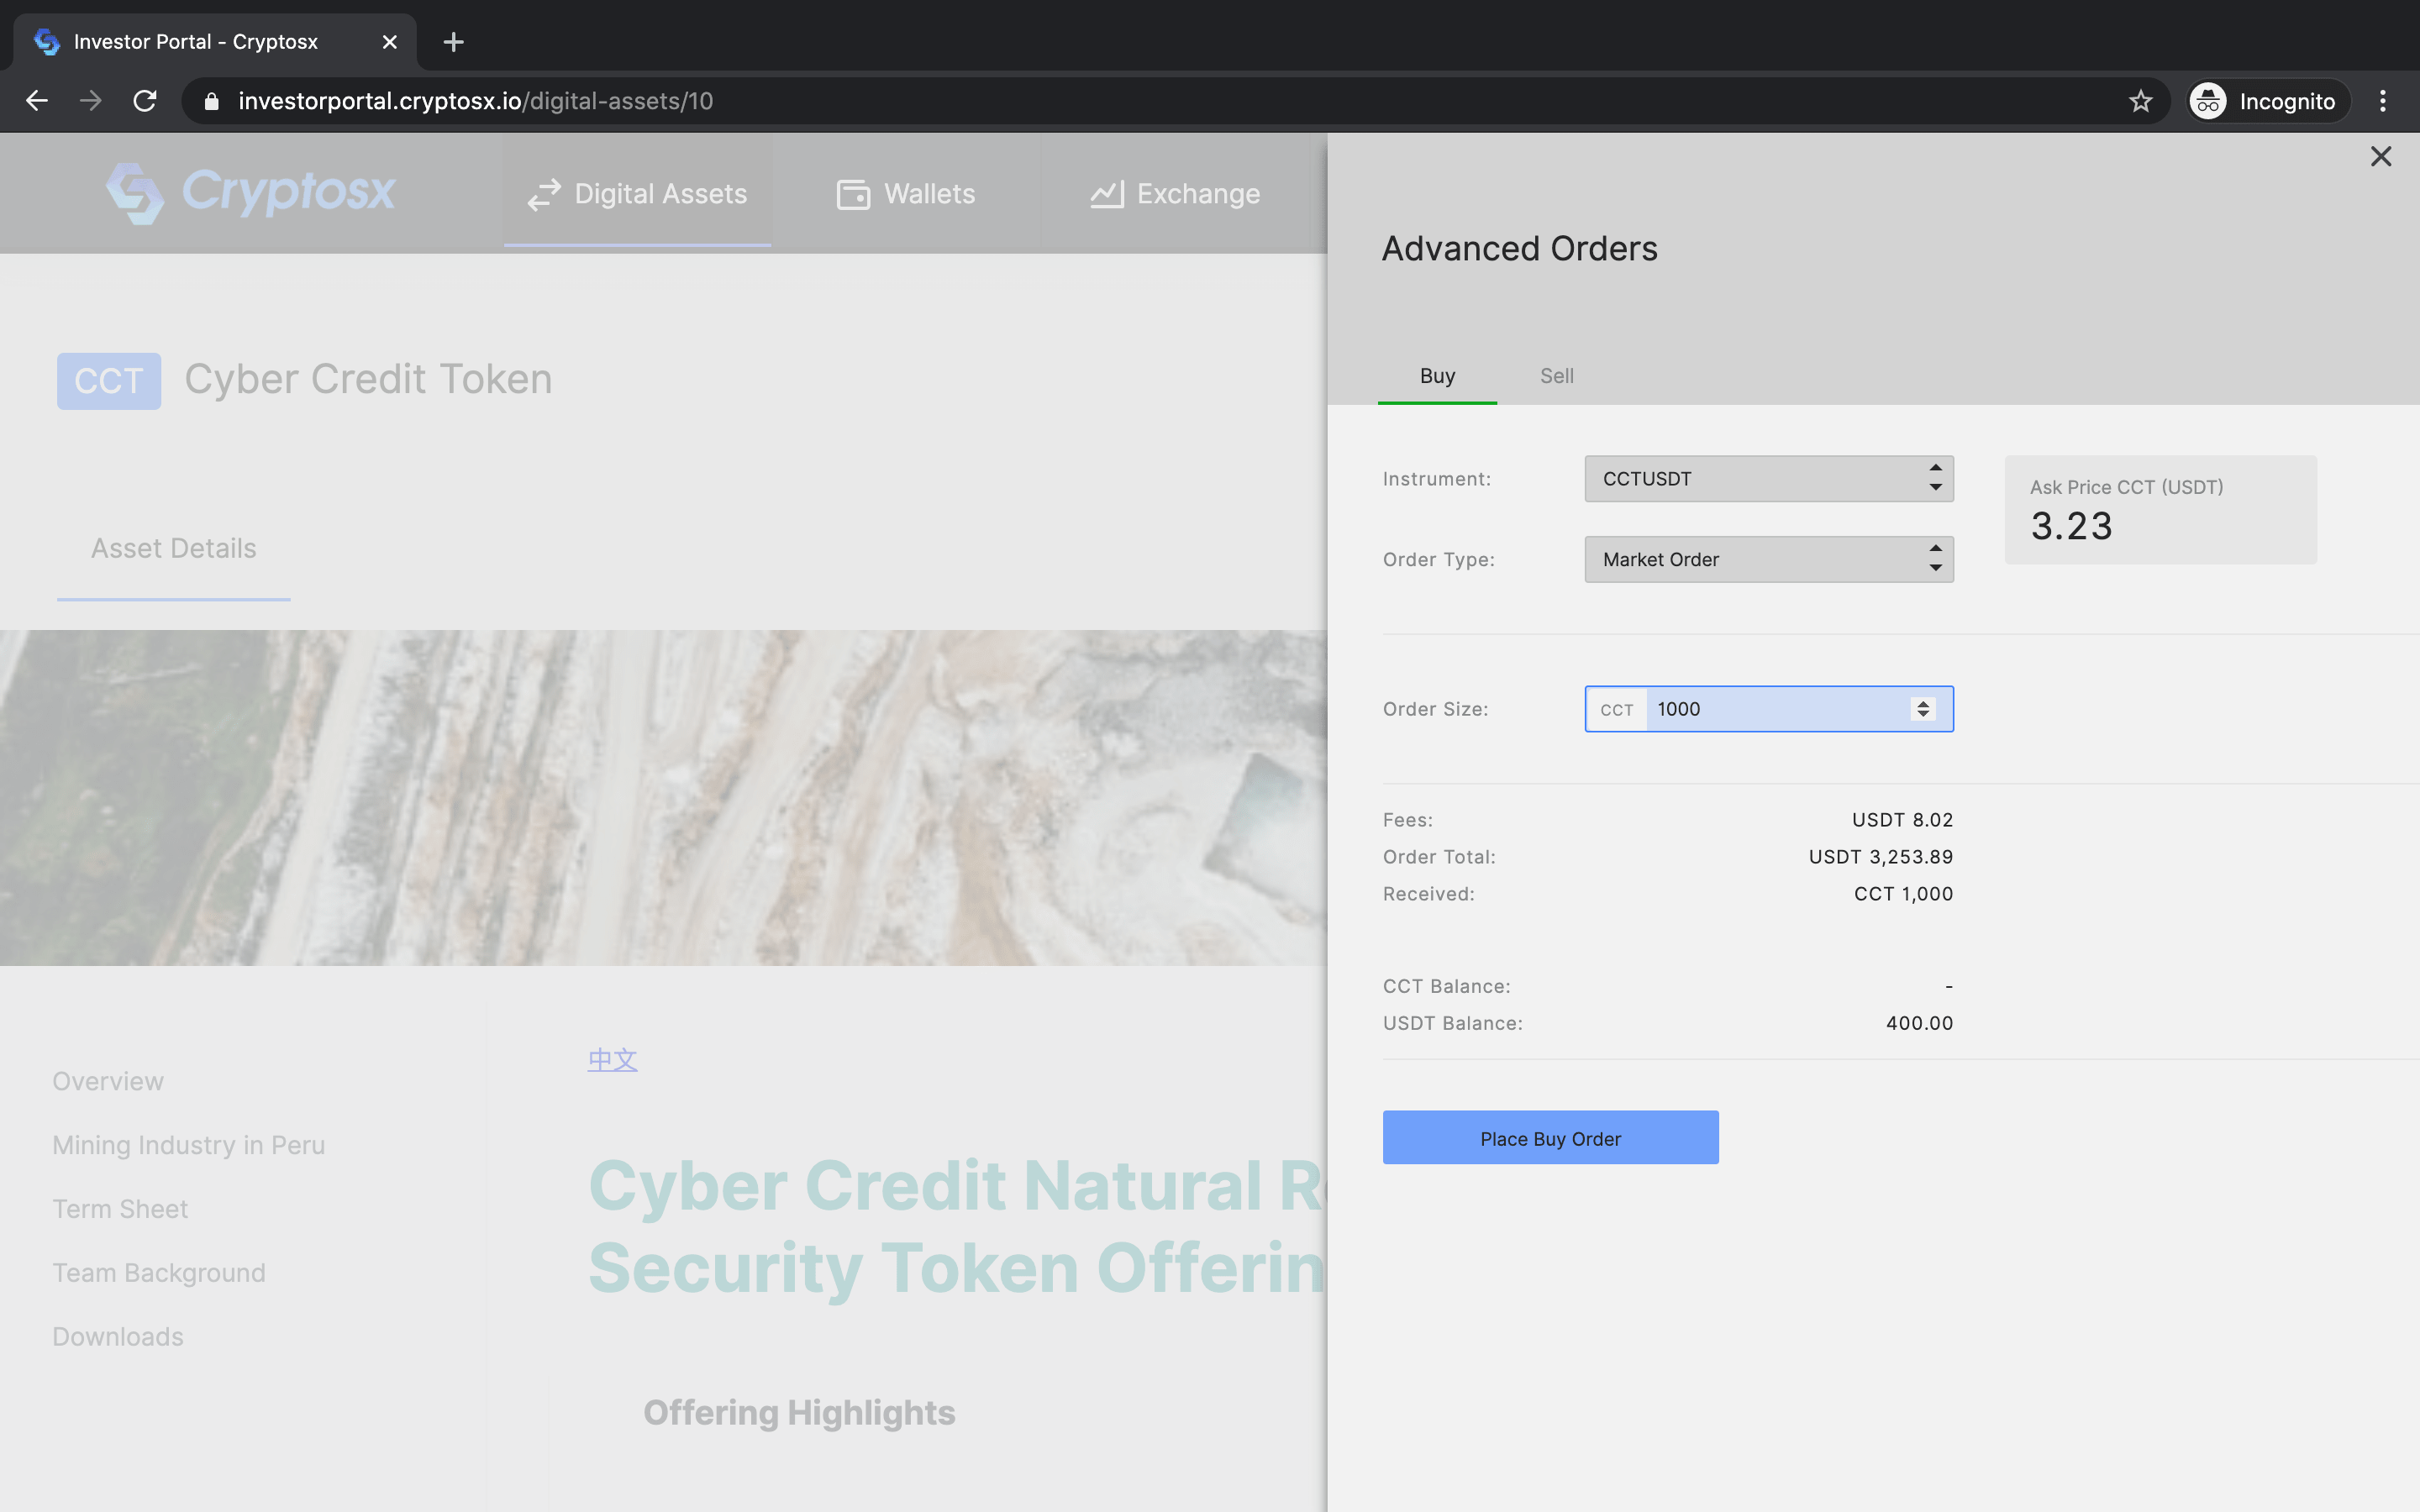 Investor Portal - Cryptosx
investorportal.cryptosx.io/digital-assets/10
Incognito
Cryptosx
Digital Assets
Wallets
Exchange
CCT Cyber Credit Token
Asset Details
Overview
Mining Industry in Peru
Term Sheet
Team Background
Downloads
中文
Cyber Credit Natural R
Security Token Offerin
Offering Highlights
Advanced Orders
Buy
Sell
Instrument:
CCTUSDT
Ask Price CCT (USDT)
3.23
Order Type:
Market Order
Order Size:
CCT 1000
Fees:
USDT 8.02
Order Total:
USDT 3,253.89
Received:
CCT 1,000
CCT Balance:
-
USDT Balance:
400.00
Place Buy Order